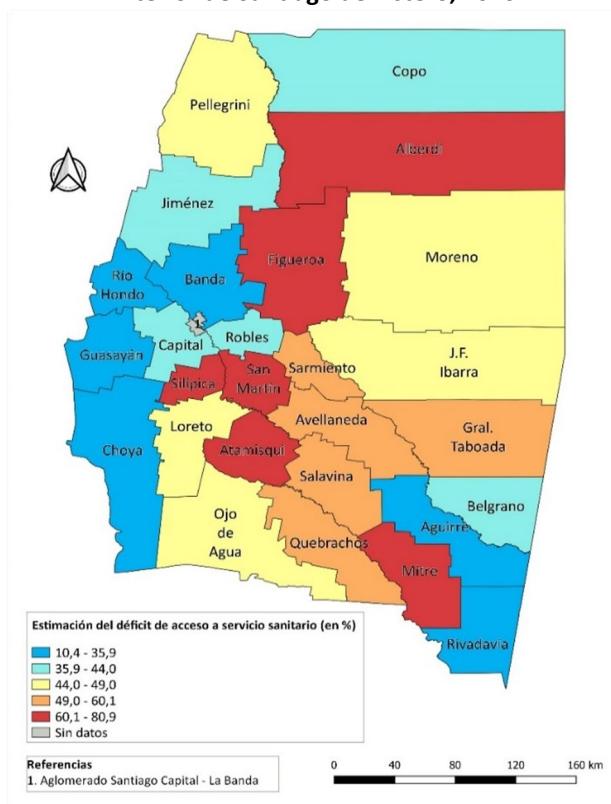 Copo
Pellegrini
Alberdi
Jiménez
Figueroa
Moreno
Río
Hondo
Banda
1
Capital
Robles
Guasayán
J.F.
Ibarra
Sarmiento
San
Martín
Silípica
Loreto
Avellaneda
Gral.
Taboada
Choya
Atamisqui
Salavina
Belgrano
Ojo
de
Agua
Aguirre
Quebrachos
Mitre
Rivadavia
Estimación del déficit de acceso a servicio sanitario (en %)
10,4 - 35,9
35,9 - 44,0
44,0 - 49,0
49,0 - 60,1
60,1 - 80,9
Sin datos
Referencias
1. Aglomerado Santiago Capital - La Banda
0 40 80 120 160 km